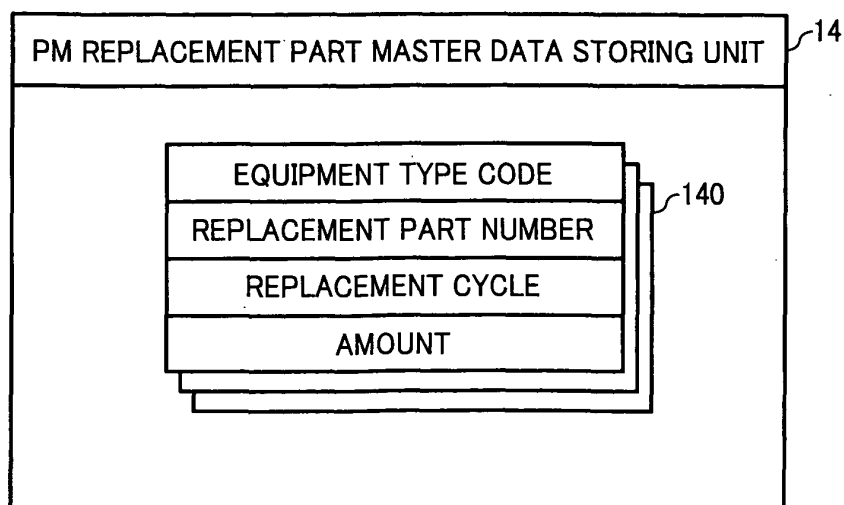 PM REPLACEMENT PART MASTER DATA STORING UNIT
14
EQUIPMENT TYPE CODE
140
REPLACEMENT PART NUMBER
REPLACEMENT CYCLE
AMOUNT